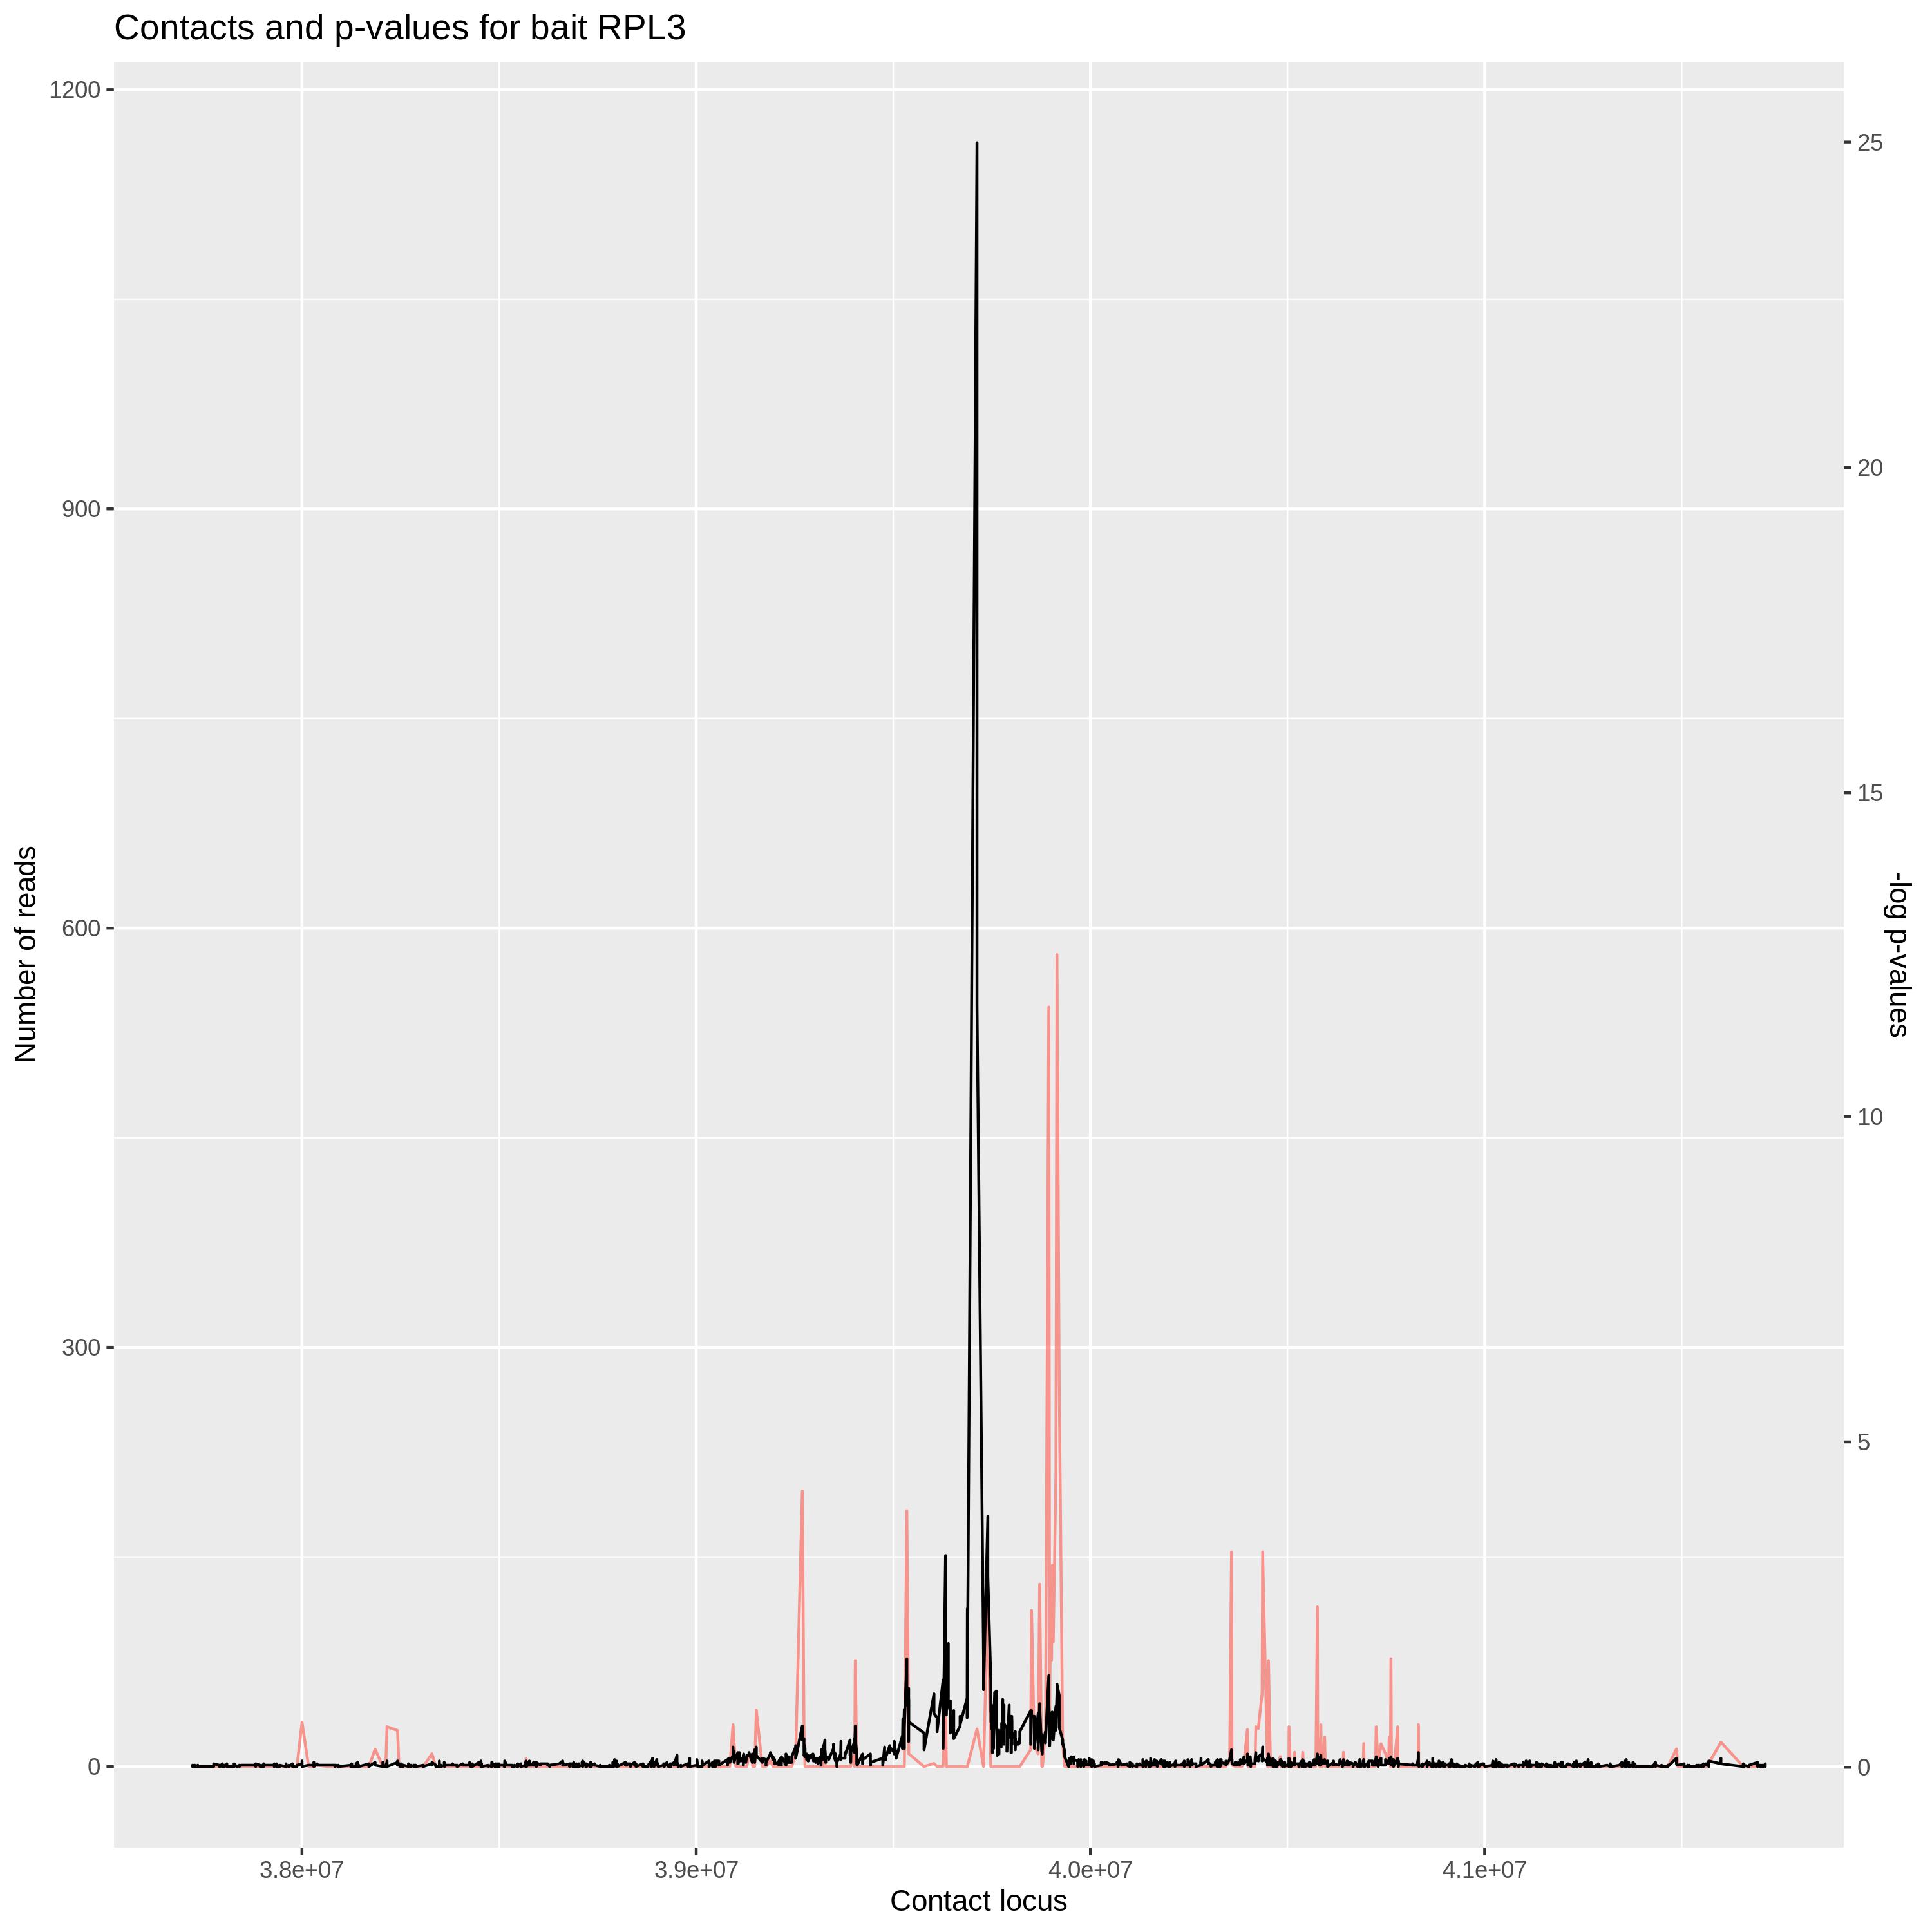 Contacts and p-values for bait RPL3
1200
900
600
300
0
Number of reads
25
20
15
10
5
0
-log p-values
3.8e+07
3.9e+07
4.0e+07
4.1e+07
Contact locus